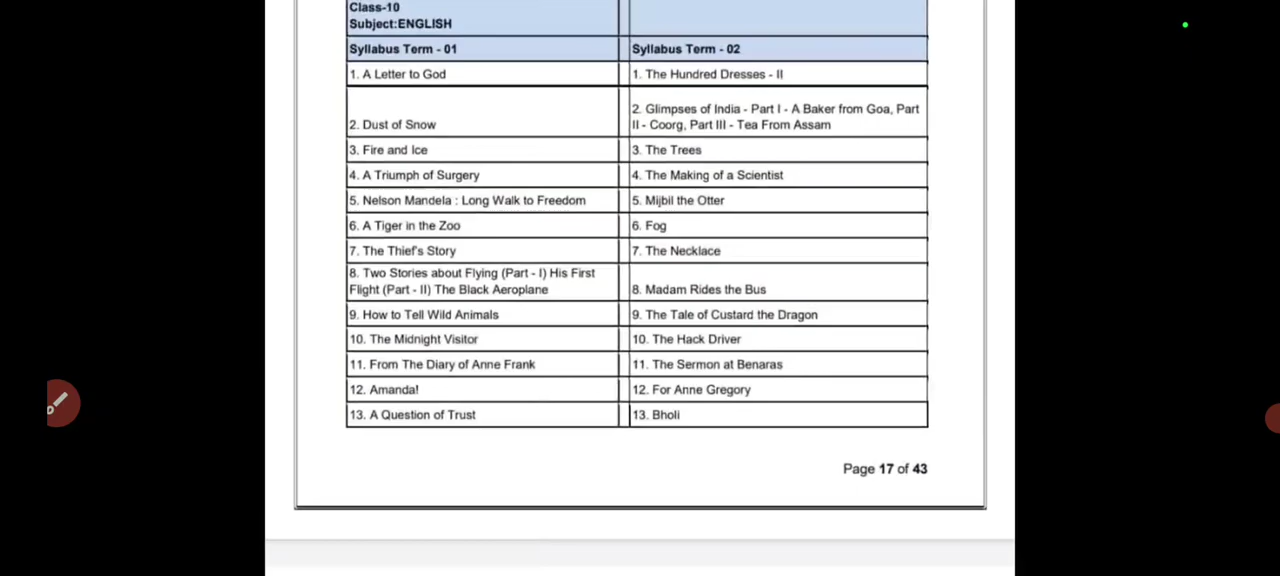 Class-10
Subject:ENGLISH
Syllabus Term - 01
Syllabus Term - 02
1. A Letter to God
1. The Hundred Dresses - II
2. Dust of Snow
2. Glimpses of India - Part I - A Baker from Goa, Part
II - Coorg, Part III - Tea From Assam
3. Fire and Ice
3. The Trees
4. A Triumph of Surgery
4. The Making of a Scientist
5. Nelson Mandela : Long Walk to Freedom
5. Mijbil the Otter
6. A Tiger in the Zoo
6. Fog
7. The Thief's Story
7. The Necklace
8. Two Stories about Flying (Part - I) His First
Flight (Part - II) The Black Aeroplane
8. Madam Rides the Bus
9. How to Tell Wild Animals
9. The Tale of Custard the Dragon
10. The Midnight Visitor
10. The Hack Driver
11. From The Diary of Anne Frank
11. The Sermon at Benaras
12. Amanda!
12. For Anne Gregory
13. A Question of Trust
13. Bholi
Page 17 of 43